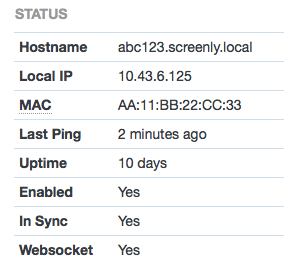 STATUS
Hostname abc123.screenly.local
Local IP 10.43.6.125
MAC AA:11:BB:22:CC:33
Last Ping 2 minutes ago
Uptime 10 days
Enabled Yes
In Sync Yes
Websocket Yes